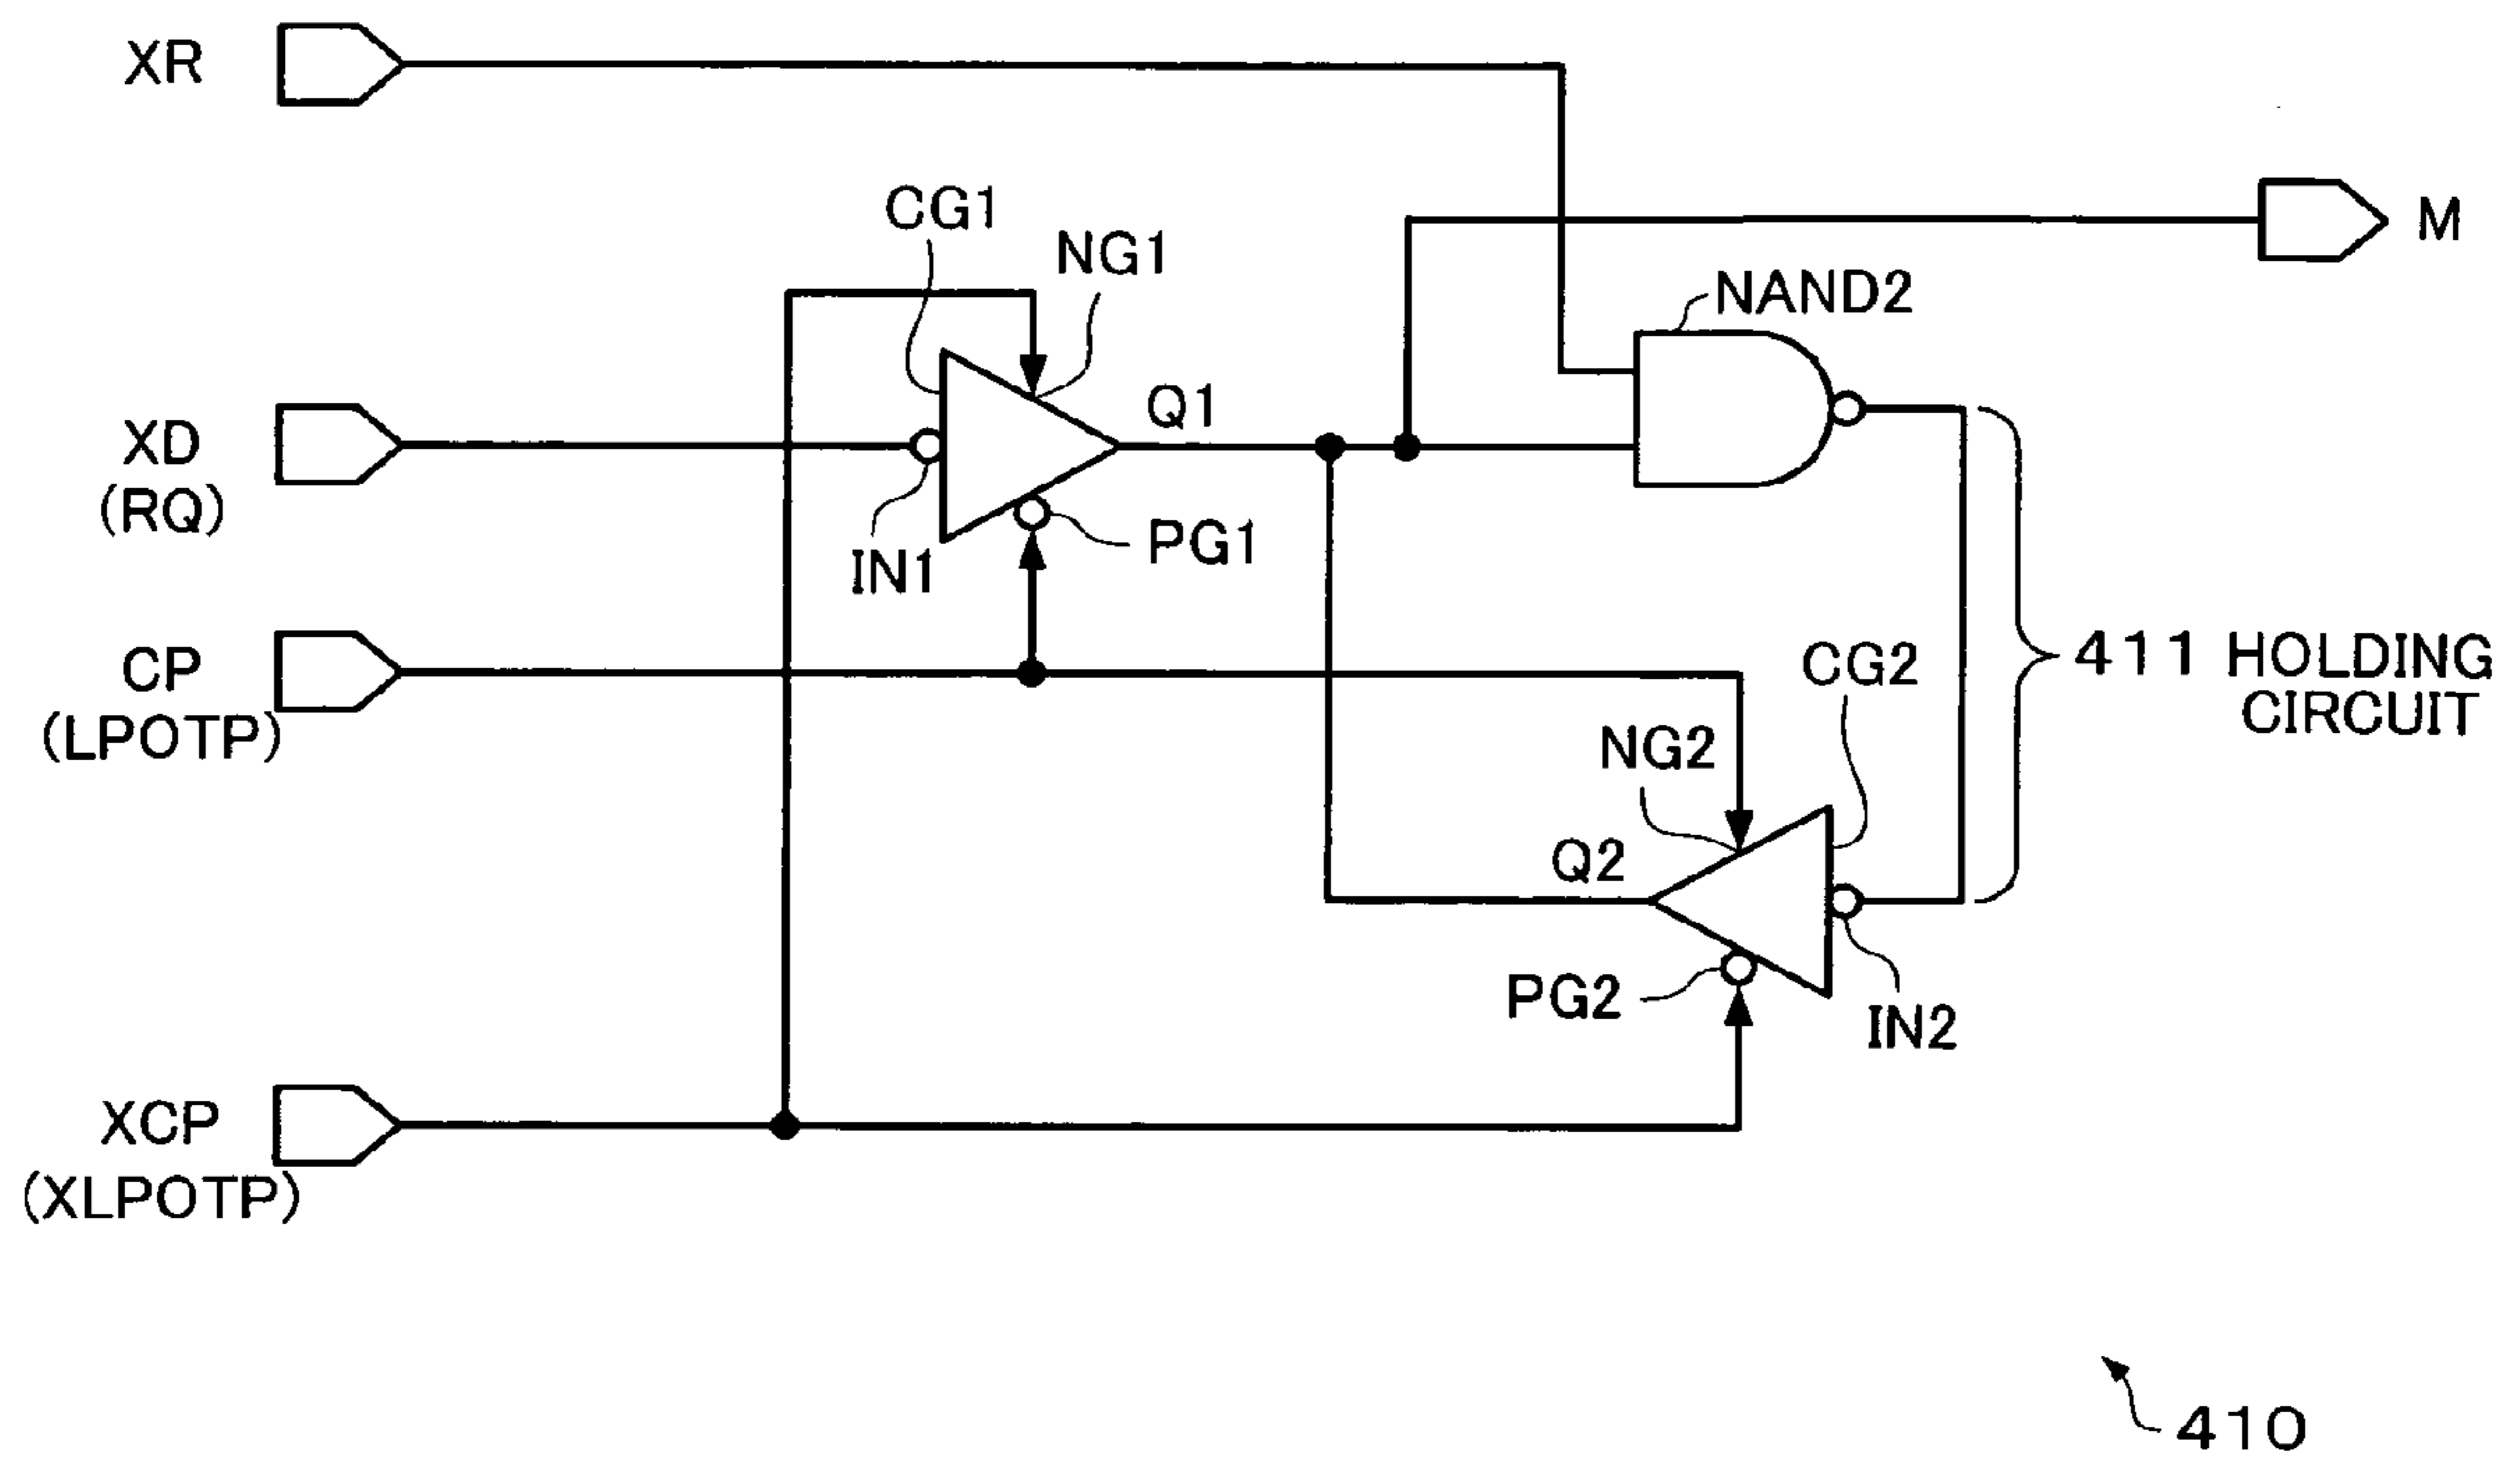 XR
CG1
NG1
M
NAND2
XD
(RQ)
Q1
IN1
PG1
CP
(LPOTP)
CG2
411 HOLDING
CIRCUIT
NG2
Q2
PG2
IN2
XCP
(XLPOTP)
410